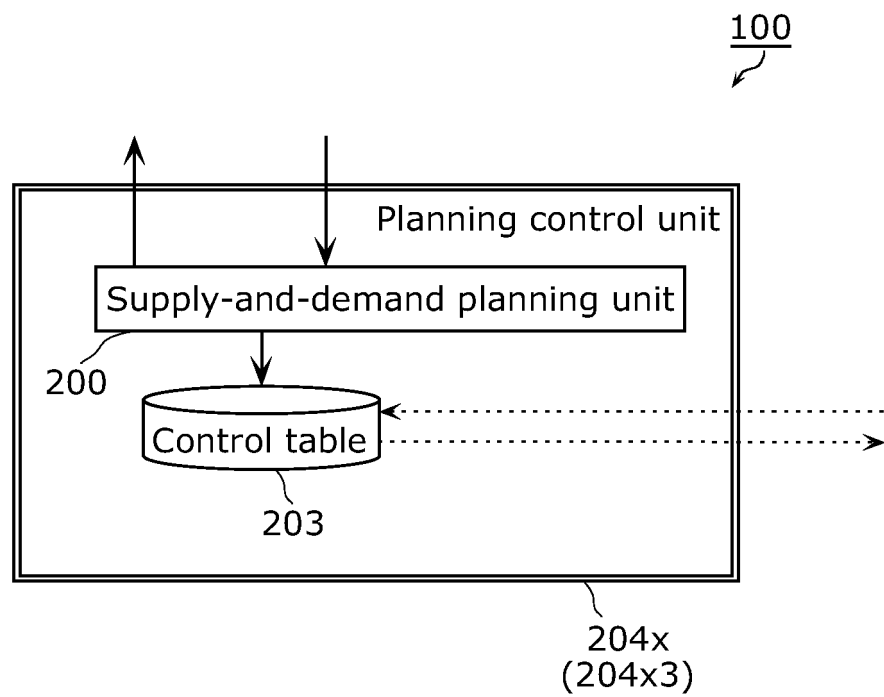 100
Planning control unit
Supply-and-demand planning unit
200
Control table
203
204x
(204x3)